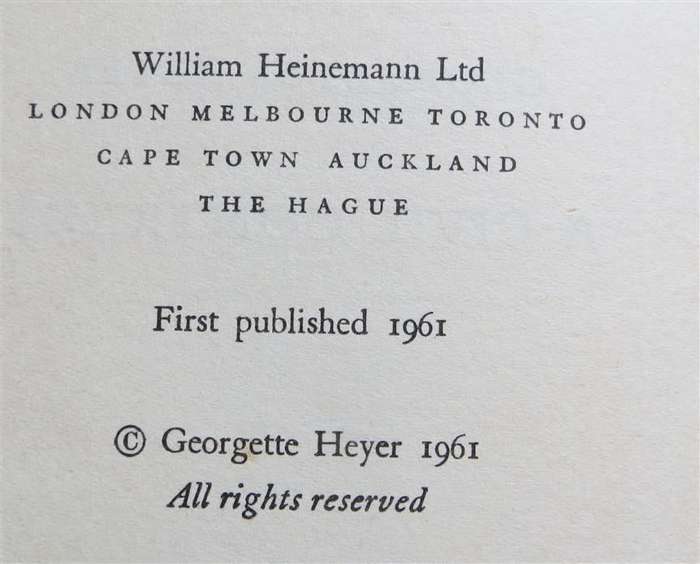 William Heinemann Ltd
LONDON MELBOURNE TORONTO
CAPE TOWN AUCKLAND
THE HAGUE
First published 1961
© Georgette Heyer 1961
All rights reserved